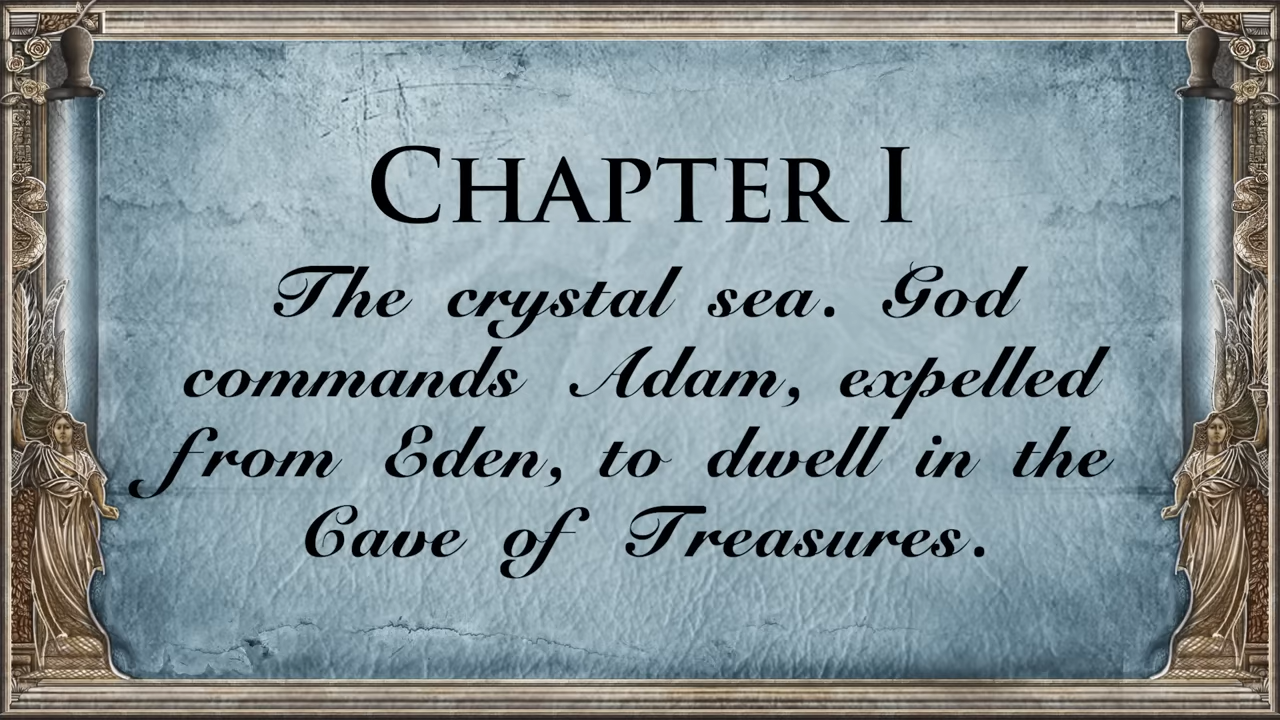 CHAPTER I
The crystal sea. God
commands Adam, expelled
from Eden, to dwell in the
Cave of Treasures.